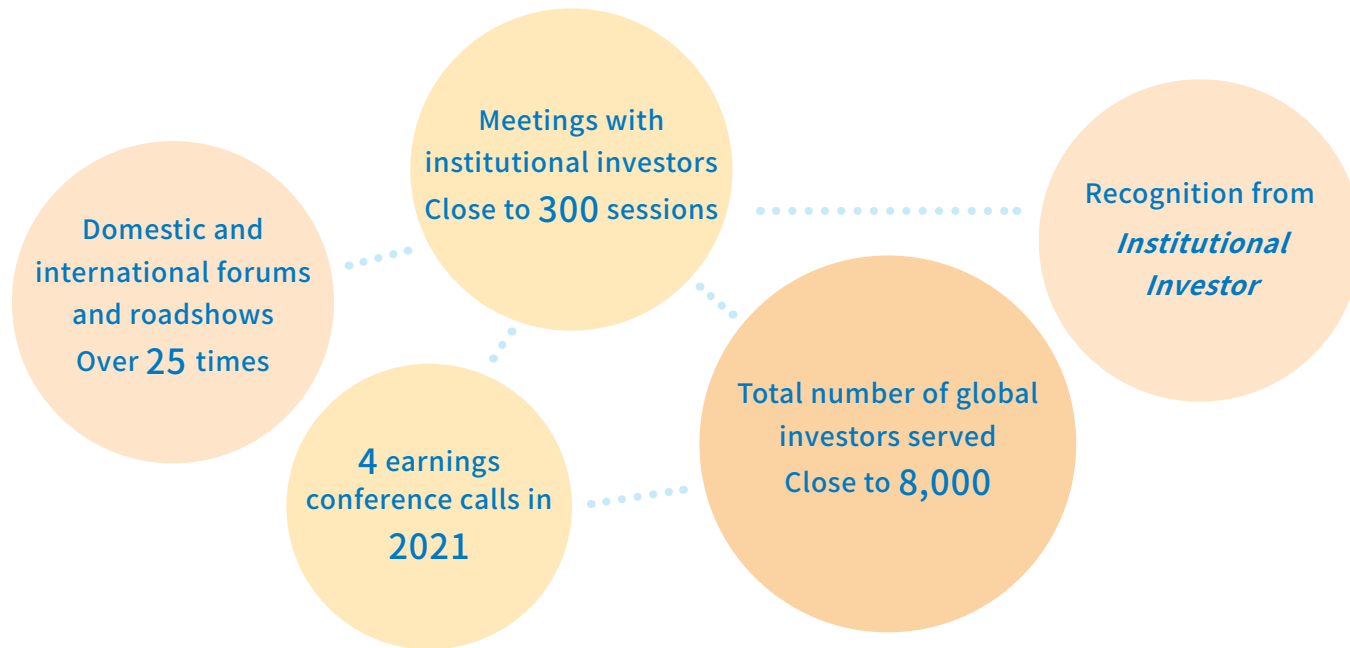 Domestic and
international forums
and roadshows
Over 25 times
Meetings with
institutional investors
Close to 300 sessions
4 earnings
conference calls in
2021
Total number of global
investors served
Close to 8,000
Recognition from
Institutional
Investor